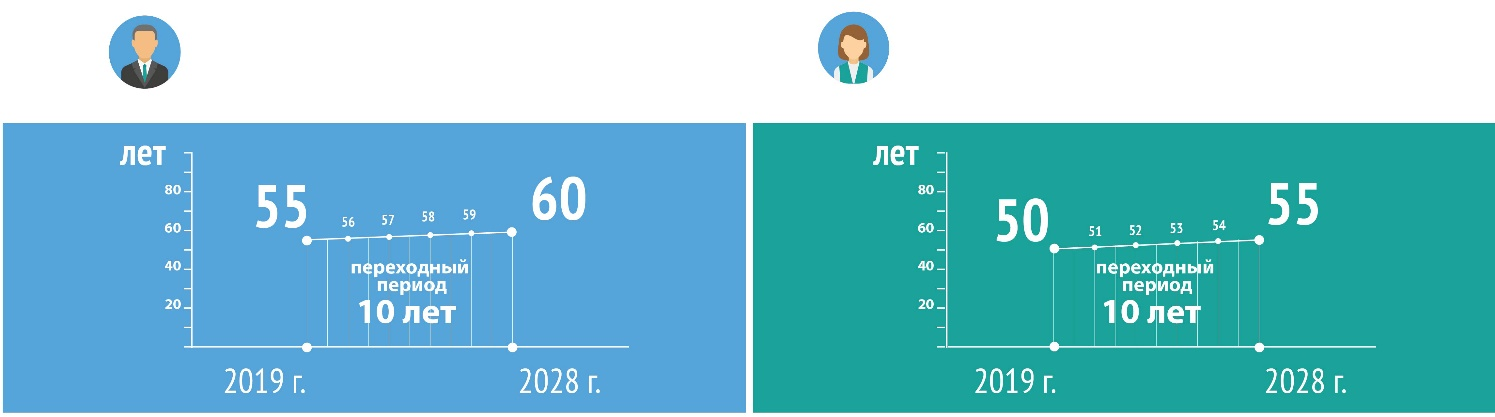 лет
80
60
40
20
55
56
57
58
59
60
переходный
период
10 лет
2019 г.
2028 г.
лет
80
60
40
20
50
51
52
53
54
55
переходный
период
10 лет
2019 г.
2028 г.